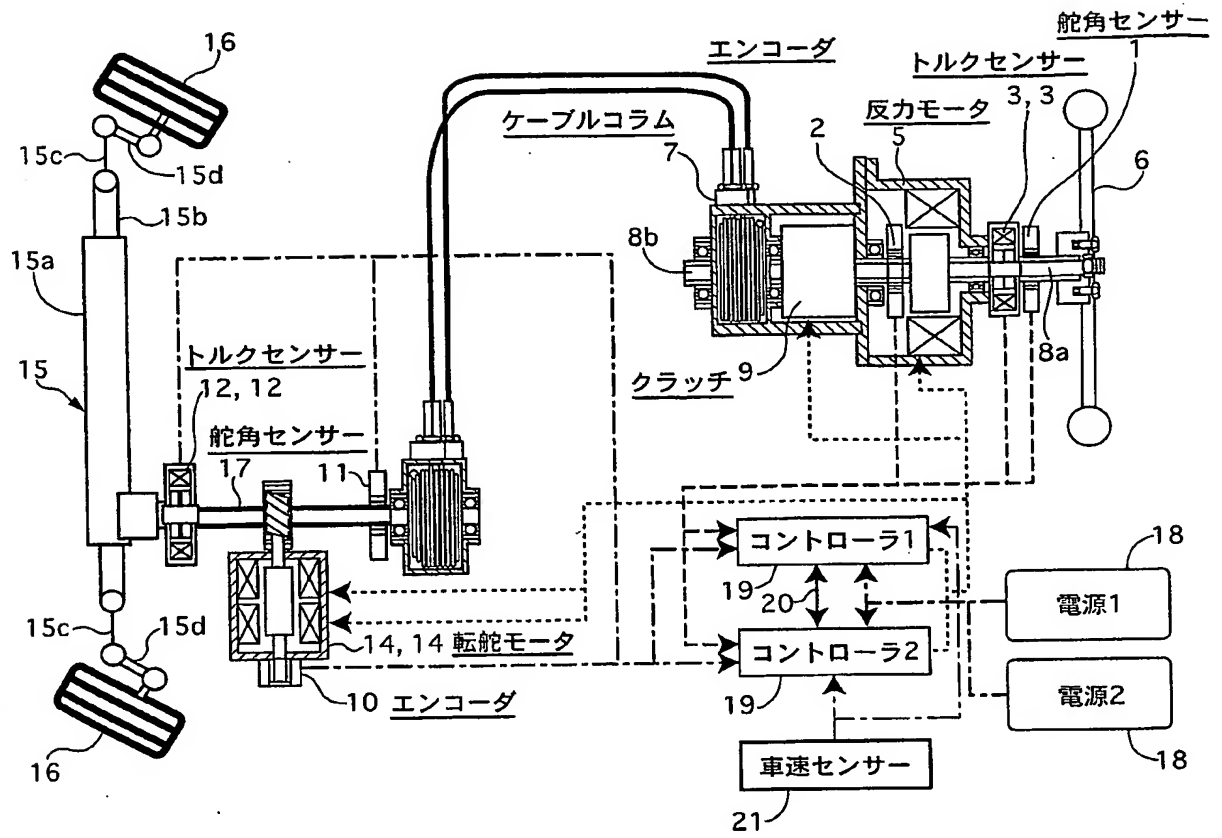 舵角センサー
1
16
エンコーダ
トルクセンサー
3, 3
ケーブルコラム
反力モータ
2
5
7
6
15c
15d
15b
8b
15a
8a
トルクセンサー
12, 12
15
クラッチ
9
舵角センサー
17
11
コントローラ1
19
18
電源1
20
15c
15d
14, 14 転舵モータ
コントローラ2
19
電源2
10 エンコーダ
18
16
車速センサー
21